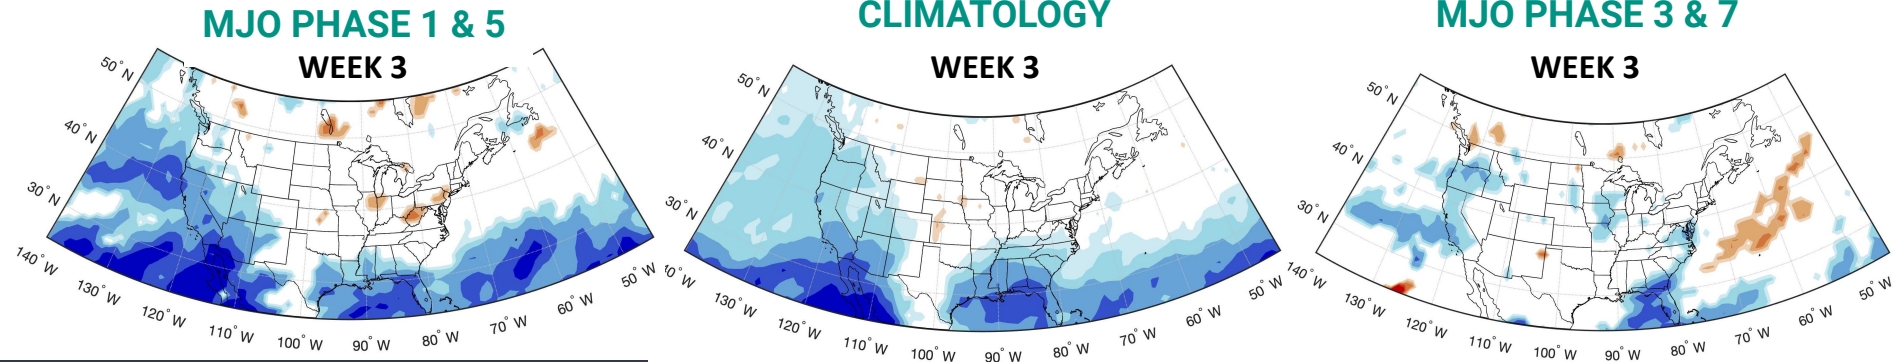 MJO PHASE 1 & 5
WEEK 3
50° N
40° N
30° N
140° W
130° W
120° W
110° W
100° W
90° W
80° W
70° W
60° W
50° W
CLIMATOLOGY
WEEK 3
50° N
40° N
30° N
0° W
130° W
120° W
110° W
100° W
90° W
80° W
70° W
60° W
50° W
MJO PHASE 3 & 7
WEEK 3
50° N
40° N
30° N
140° W
130° W
120° W
110° W
100° W
90° W
80° W
70° W
60° W
50° W